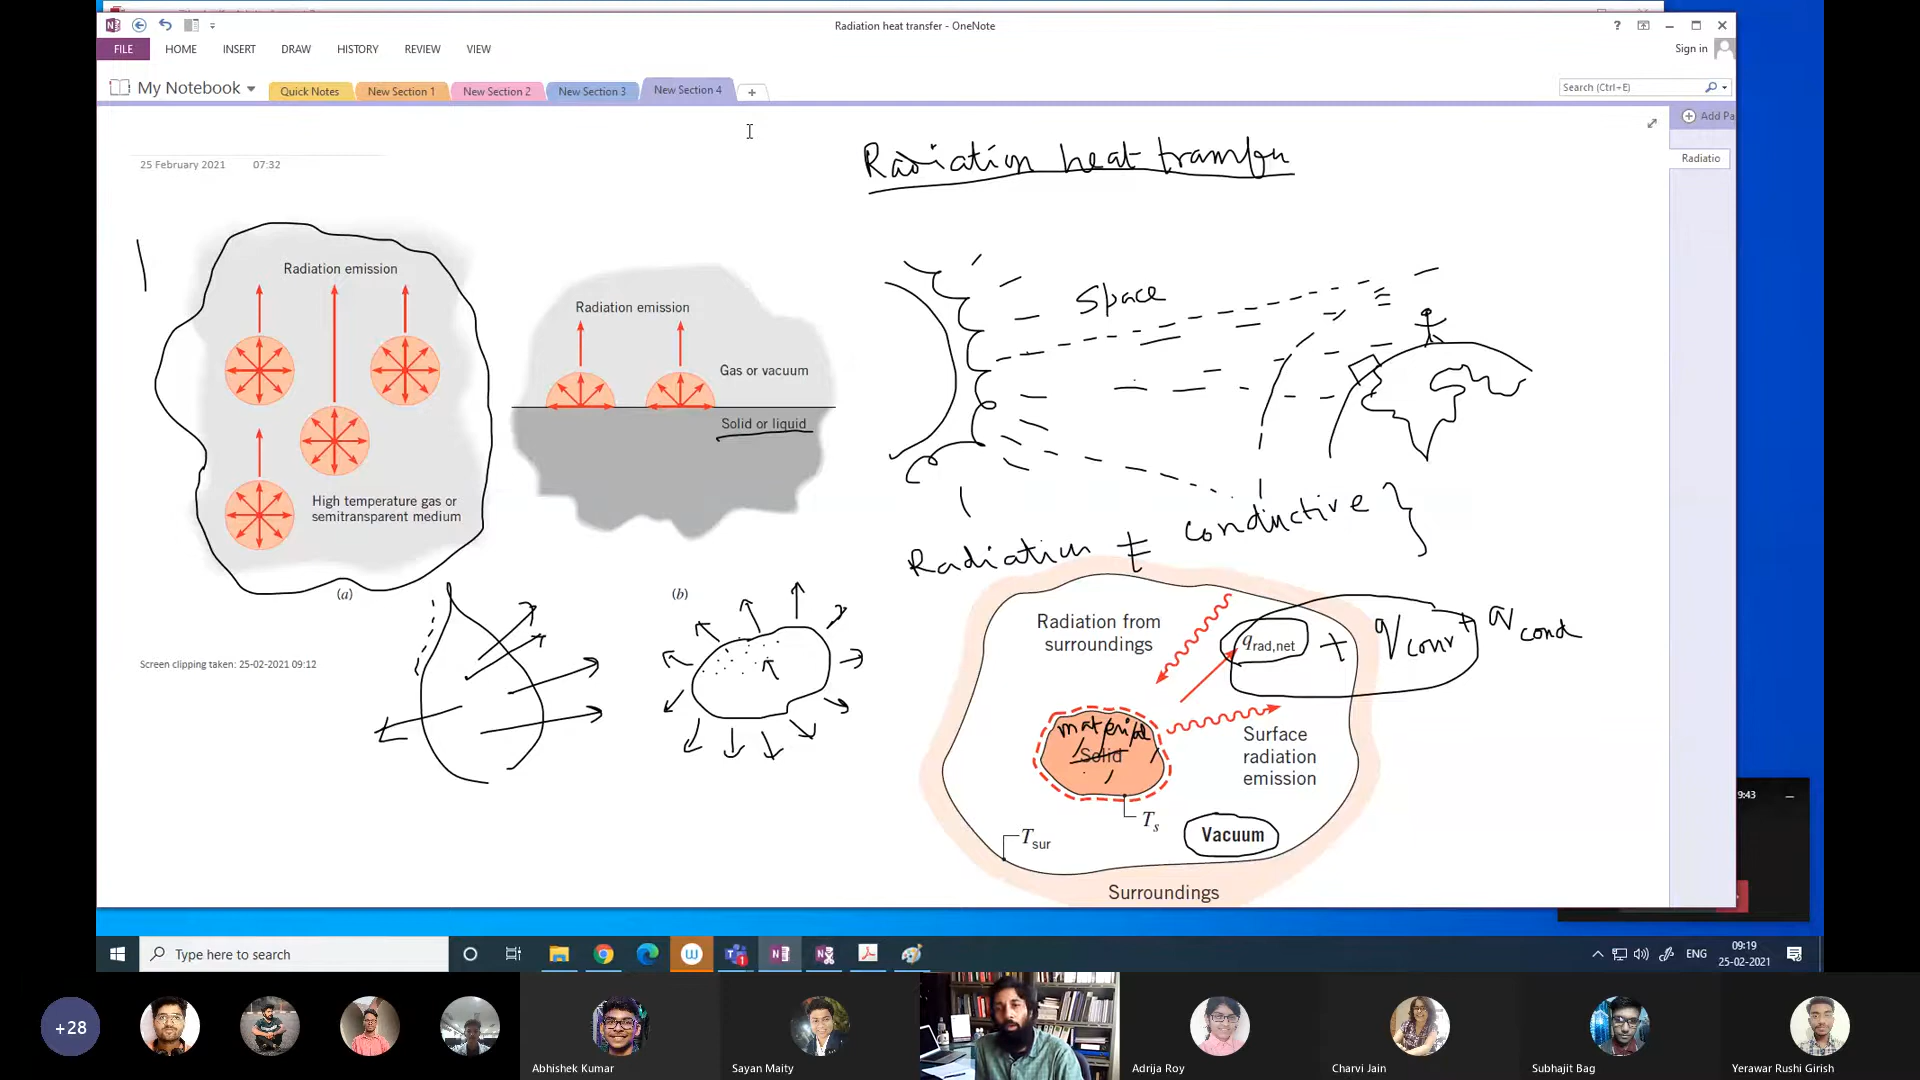 Radiation heat transfer - OneNote
FILE HOME INSERT DRAW HISTORY REVIEW VIEW
Sign in
My Notebook
Quick Notes
New Section 1
New Section 2
New Section 3
New Section 4
Search (Ctrl+E)
Add Pa
Radiatio
25 February 2021 07:32
Radiation heat transfer
Radiation emission
High temperature gas or
semitransparent medium
(a)
Radiation emission
Gas or vacuum
Solid or liquid
(b)
Screen clipping taken: 25-02-2021 09:12
Space
Radiation ≠ conductive }
Radiation from
surroundings
q rad,net + q conv + q cond
material
Solid
Surface
radiation
emission
Ts
Tsur
Vacuum
Surroundings
9:43
Type here to search
ENG
09:19
25-02-2021
+28
Abhishek Kumar
Sayan Maity
Adrija Roy
Charvi Jain
Subhajit Bag
Yerawar Rushi Girish